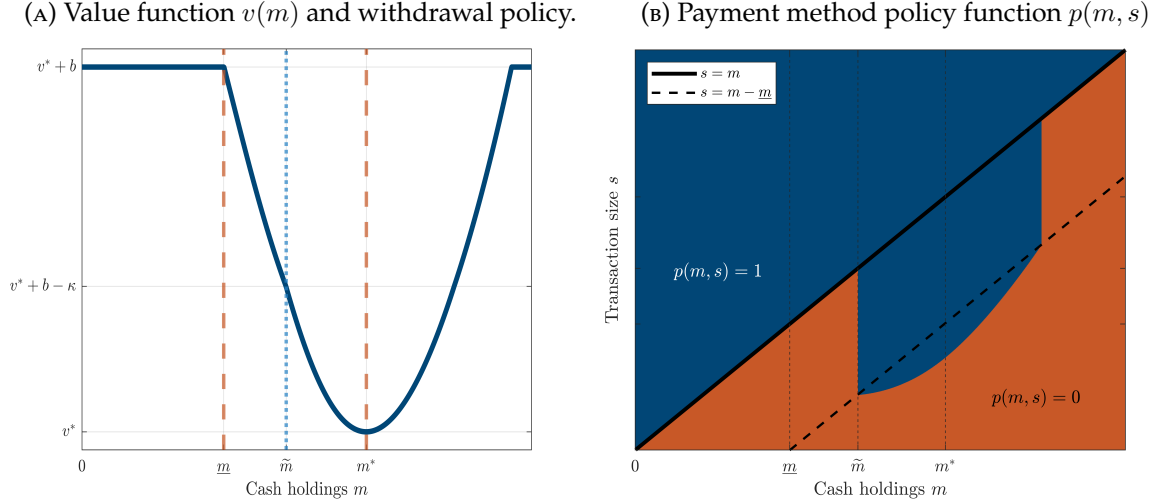 (A) Value function v(m) and withdrawal policy.
v* + b
v* + b − κ
v*
0
m̲
m̃
m*
Cash holdings m
(B) Payment method policy function p(m, s)
s = m
s = m − m̲
Transaction size s
p(m, s) = 1
p(m, s) = 0
0
m̲
m̃
m*
Cash holdings m